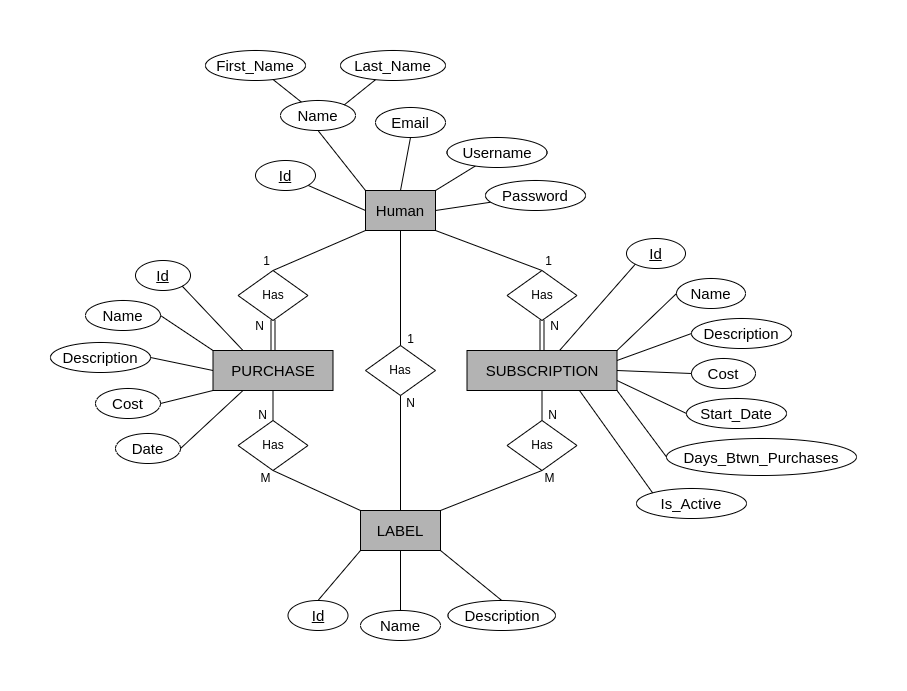 First_Name
Last_Name
Name
Email
Username
Id
Password
Human
1
1
Id
Id
Has
Has
Name
Name
N
N
Description
Description
1
PURCHASE
Has
SUBSCRIPTION
Cost
Cost
N
Start_Date
N
N
Date
Has
Has
Days_Btwn_Purchases
M
M
Is_Active
LABEL
Id
Name
Description